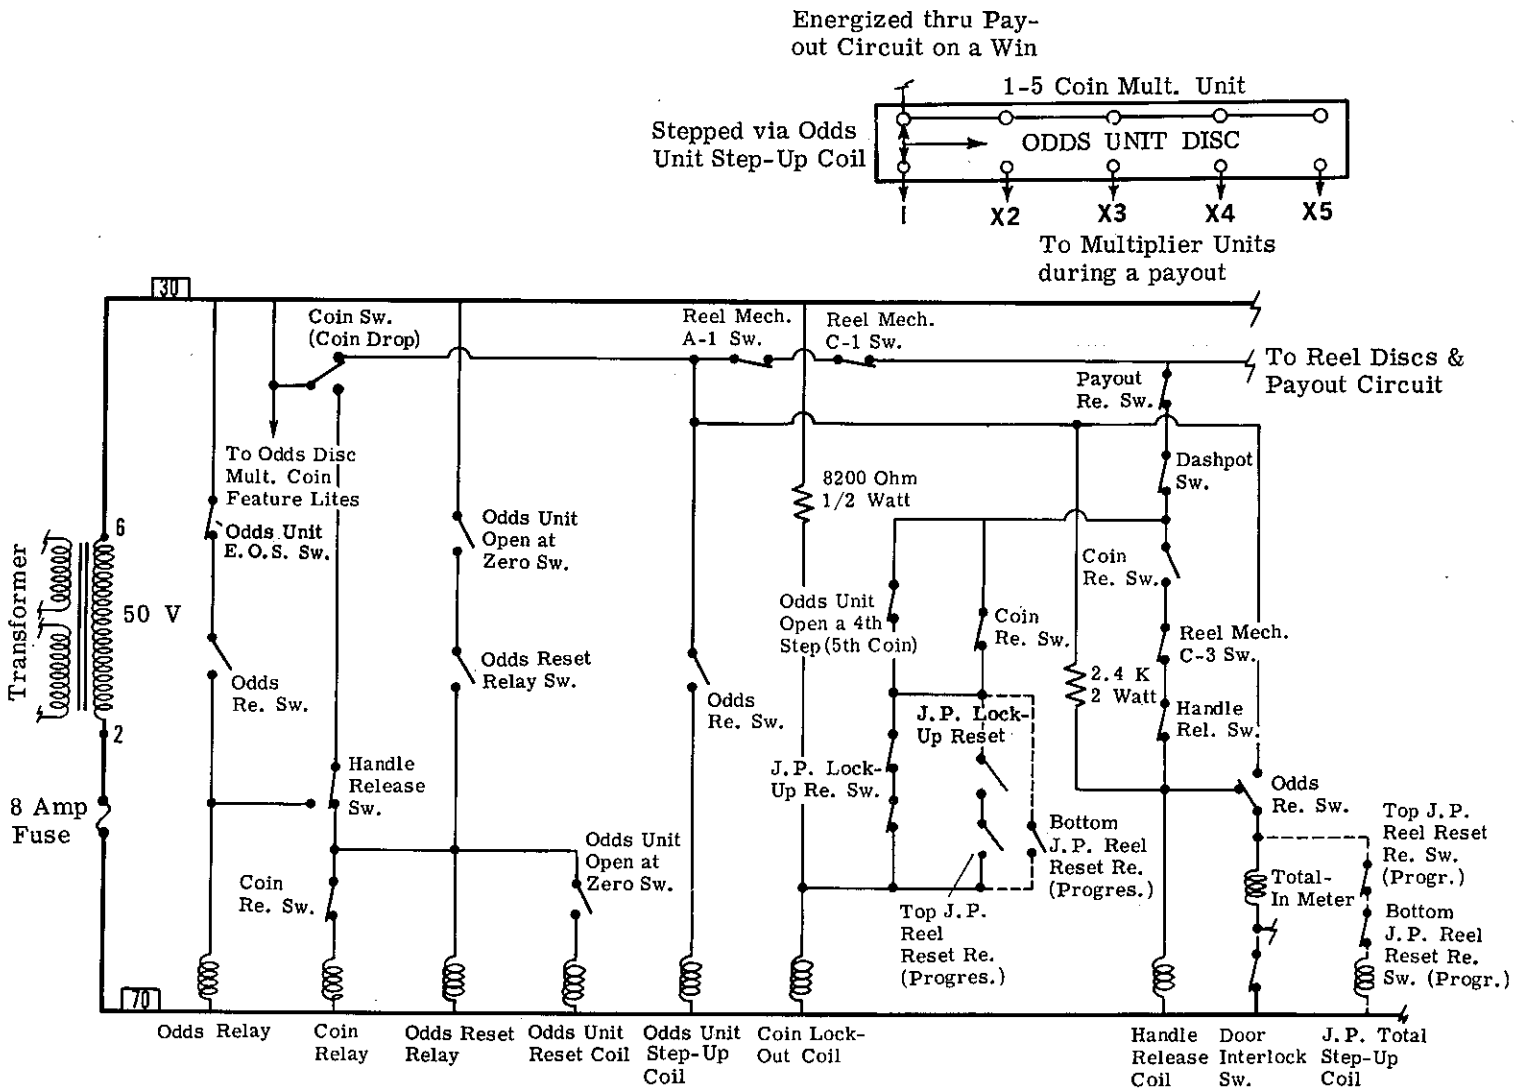 Energized thru Pay-
out Circuit on a Win
1-5 Coin Mult. Unit
Stepped via Odds
Unit Step-Up Coil
ODDS UNIT DISC
1
X2
X3
X4
X5
To Multiplier Units
during a payout
30
Coin Sw.
(Coin Drop)
Reel Mech.
A-1 Sw.
Reel Mech.
C-1 Sw.
To Reel Discs &
Payout Circuit
Payout
Re. Sw.
To Odds Disc
Mult. Coin
Feature Lites
Dashpot
Sw.
8200 Ohm
1/2 Watt
6
Odds Unit
E.O.S. Sw.
Odds Unit
Open at
Zero Sw.
Coin
Re. Sw.
Transformer
50 V
Odds Unit
Open a 4th
Step (5th Coin)
Coin
Re. Sw.
Reel Mech.
C-3 Sw.
Odds
Re. Sw.
Odds Reset
Relay Sw.
Odds
Re. Sw.
2.4 K
2 Watt
Handle
Rel. Sw.
2
J.P. Lock-
Up Reset
J.P. Lock-
Up Re. Sw.
Handle
Release
Sw.
8 Amp
Fuse
Odds
Re. Sw.
Top J.P.
Reel Reset
Re. Sw.
(Progr.)
Bottom
J.P. Reel
Reset Re.
(Progres.)
Odds Unit
Open at
Zero Sw.
Coin
Re. Sw.
Total-
In Meter
Top J.P.
Reel
Reset Re.
(Progres.)
Bottom
J.P. Reel
Reset Re.
Sw. (Progr.)
70
Odds Relay
Coin
Relay
Odds Reset
Relay
Odds Unit
Reset Coil
Odds Unit
Step-Up
Coil
Coin Lock-
Out Coil
Handle
Release
Coil
Door
Interlock
Sw.
J.P. Total
Step-Up
Coil